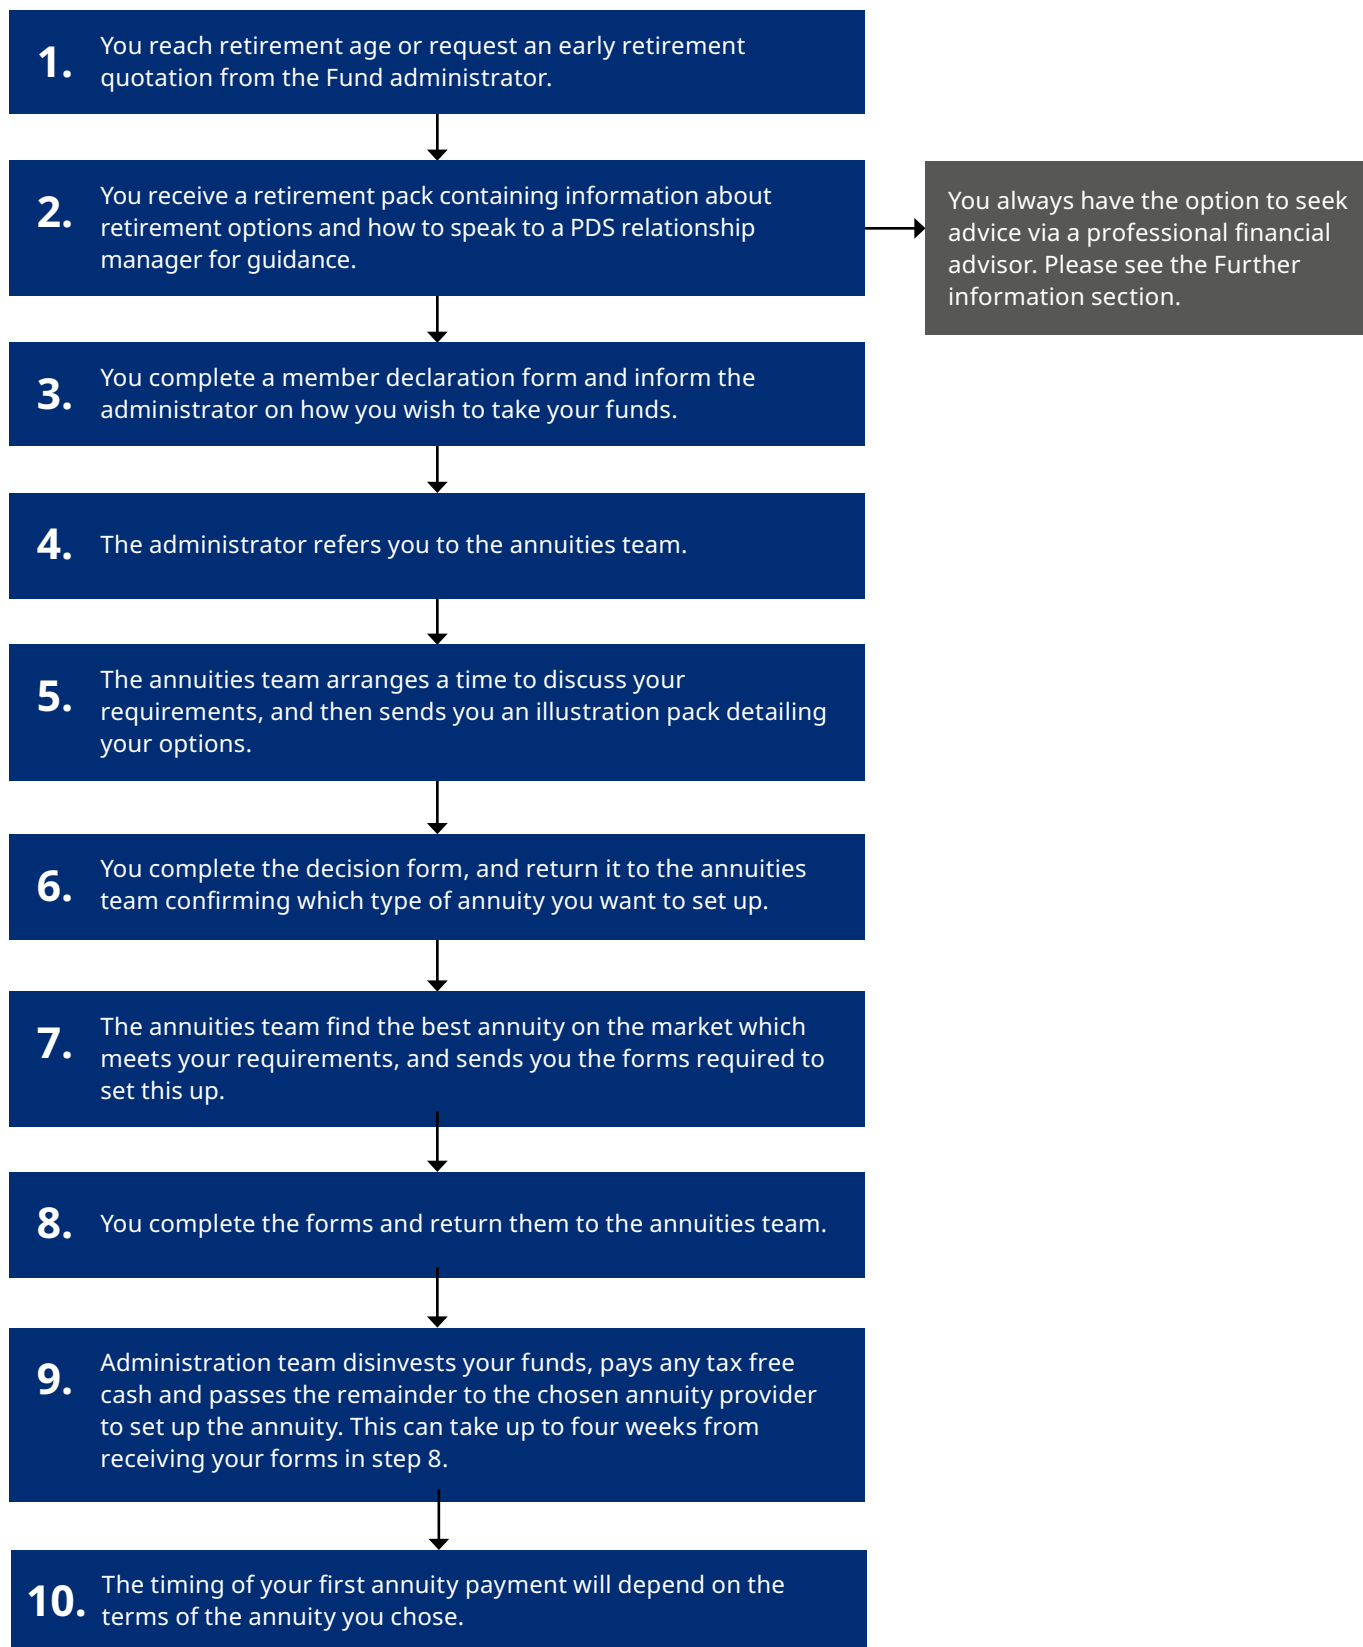 1.
You reach retirement age or request an early retirement
quotation from the Fund administrator.
2.
You receive a retirement pack containing information about
retirement options and how to speak to a PDS relationship
manager for guidance.
You always have the option to seek
advice via a professional financial
advisor. Please see the Further
information section.
3.
You complete a member declaration form and inform the
administrator on how you wish to take your funds.
4.
The administrator refers you to the annuities team.
5.
The annuities team arranges a time to discuss your
requirements, and then sends you an illustration pack detailing
your options.
6.
You complete the decision form, and return it to the annuities
team confirming which type of annuity you want to set up.
7.
The annuities team find the best annuity on the market which
meets your requirements, and sends you the forms required to
set this up.
8.
You complete the forms and return them to the annuities team.
9.
Administration team disinvests your funds, pays any tax free
cash and passes the remainder to the chosen annuity provider
to set up the annuity. This can take up to four weeks from
receiving your forms in step 8.
10.
The timing of your first annuity payment will depend on the
terms of the annuity you chose.